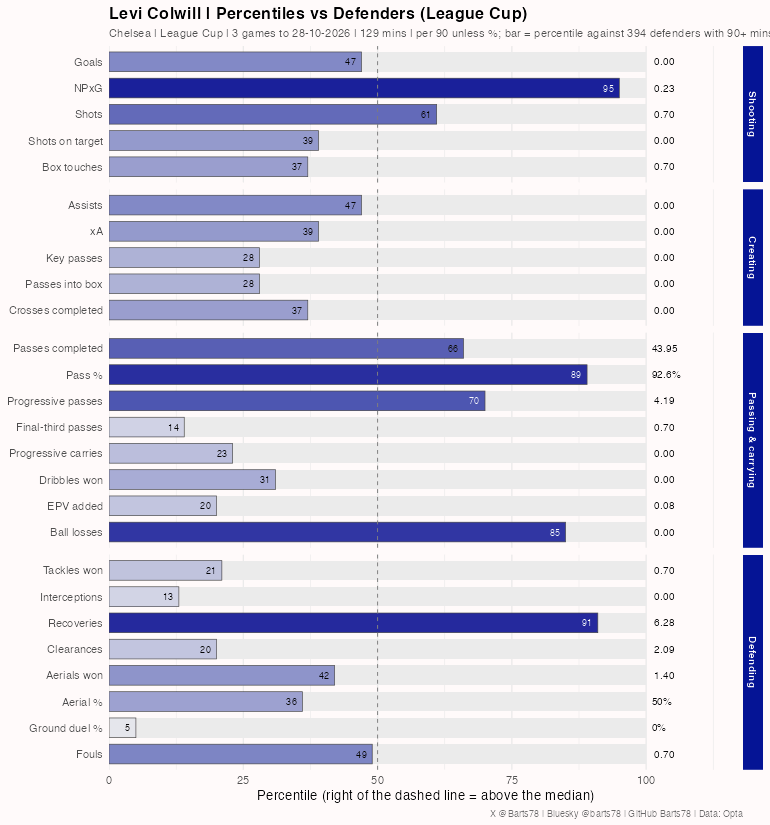 Levi Colwill | Percentiles vs Defenders (League Cup)
Chelsea | League Cup | 3 games to 28-10-2026 | 129 mins | per 90 unless %; bar = percentile against 394 defenders with 90+ mins
Goals 47 0.00
NPxG 95 0.23
Shots 61 0.70
Shots on target 39 0.00
Box touches 37 0.70
Shooting
Assists 47 0.00
xA 39 0.00
Key passes 28 0.00
Passes into box 28 0.00
Crosses completed 37 0.00
Creating
Passes completed 66 43.95
Pass % 89 92.6%
Progressive passes 70 4.19
Final-third passes 14 0.70
Progressive carries 23 0.00
Dribbles won 31 0.00
EPV added 20 0.08
Ball losses 85 0.00
Passing & carrying
Tackles won 21 0.70
Interceptions 13 0.00
Recoveries 91 6.28
Clearances 20 2.09
Aerials won 42 1.40
Aerial % 36 50%
Ground duel % 5 0%
Fouls 49 0.70
Defending
0 25 50 75 100
Percentile (right of the dashed line = above the median)
X @Barts78 | Bluesky @barts78 | GitHub Barts78 | Data: Opta